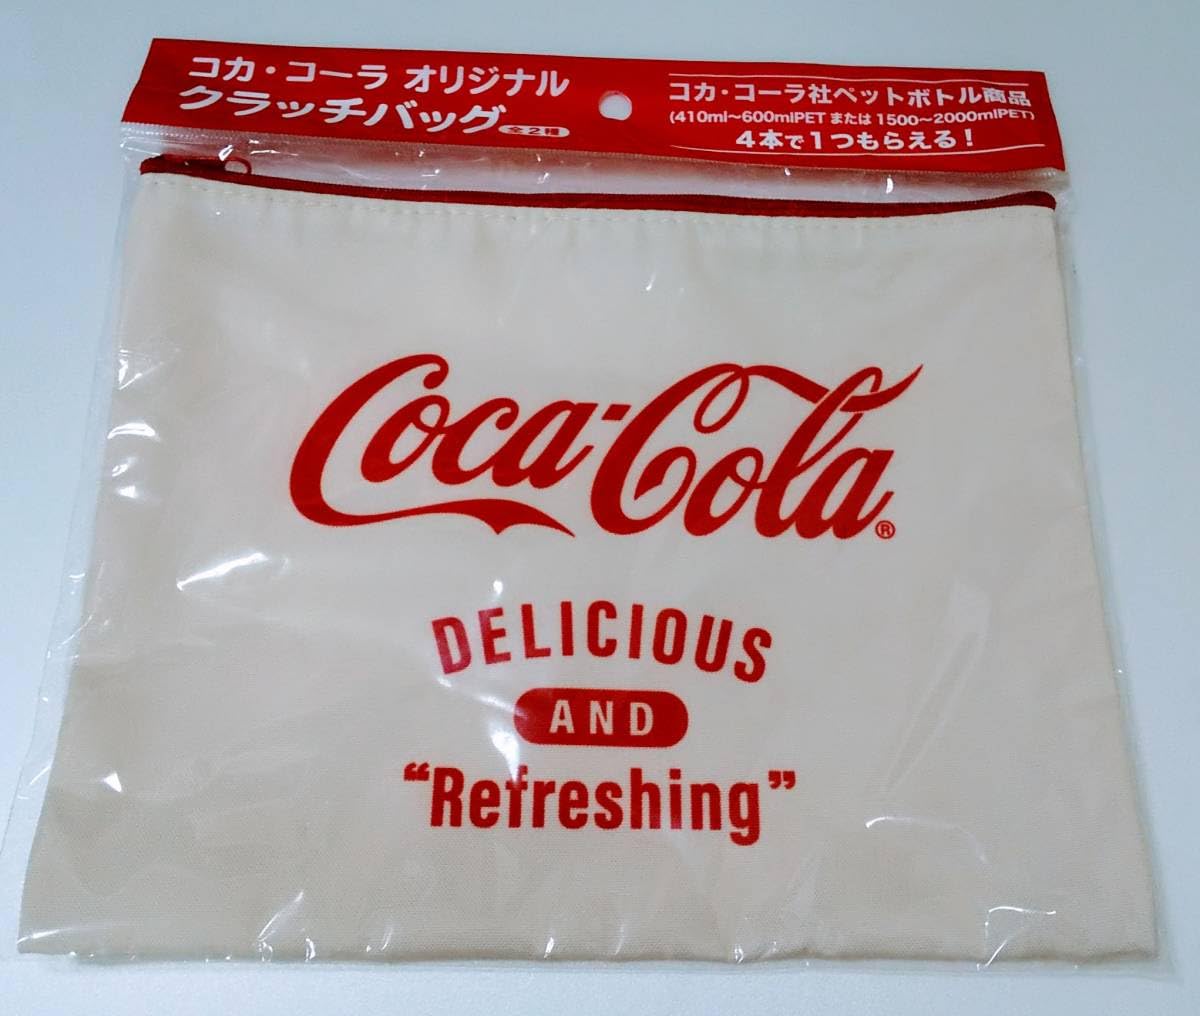 コカ・コーラ オリジナル
クラッチバッグ 全2種
コカ・コーラ社ペットボトル商品
(410ml〜600mlPET または 1500〜2000mlPET)
4本で1つもらえる!
Coca-Cola®
DELICIOUS
AND
“Refreshing”